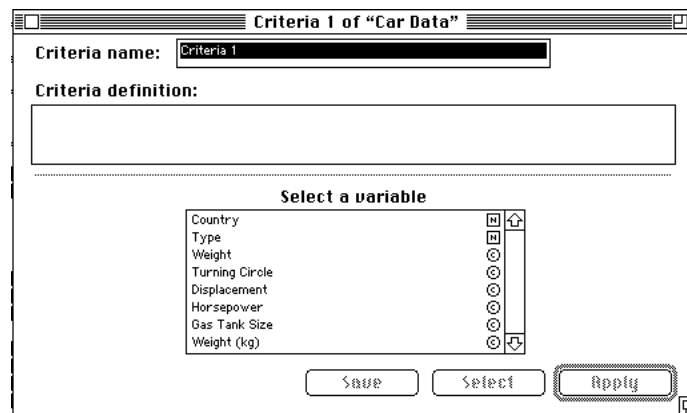 Criteria 1 of “Car Data”
Criteria name: Criteria 1
Criteria definition:
Select a variable
Country N
Type N
Weight C
Turning Circle C
Displacement C
Horsepower C
Gas Tank Size C
Weight (kg) C
Save Select Apply